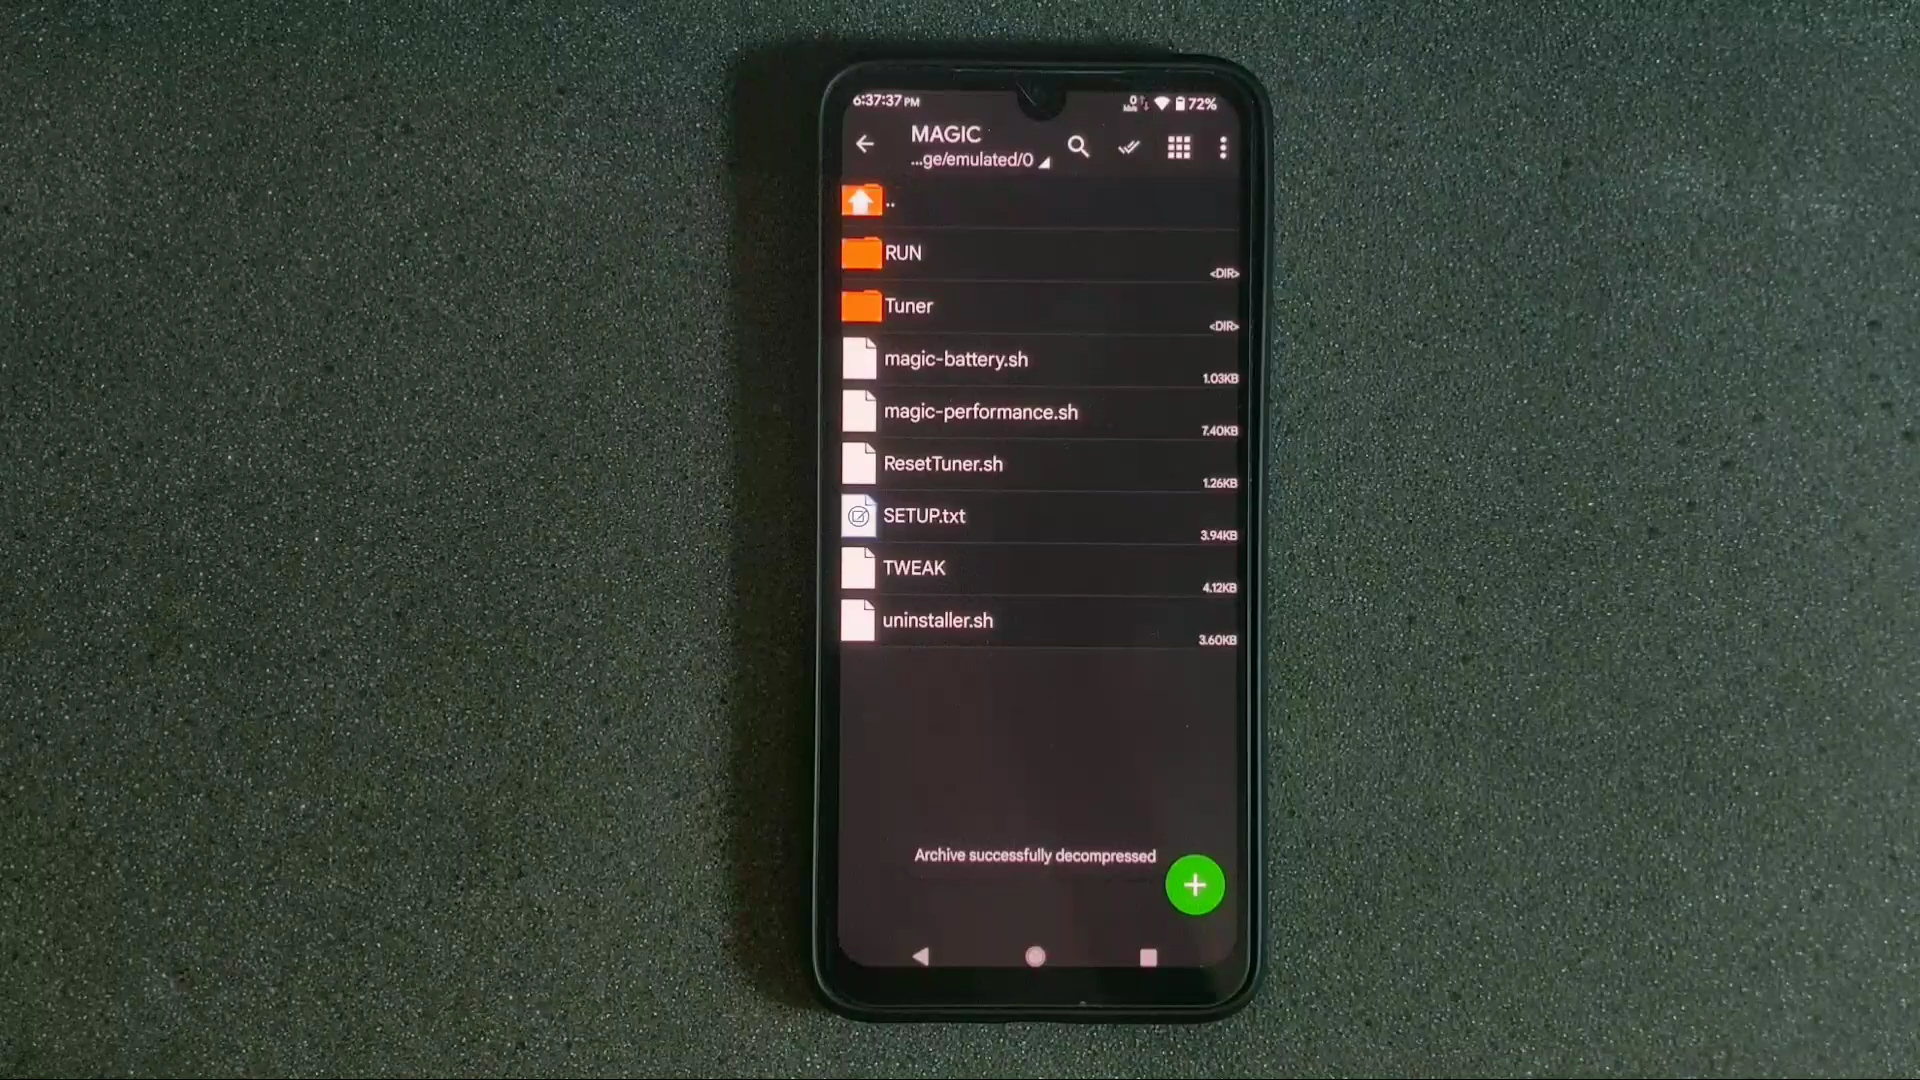 6:37:37 PM
0 72%
MAGIC
...ge/emulated/0
..
RUN
<DIR>
Tuner
<DIR>
magic-battery.sh
1.03KB
magic-performance.sh
7.40KB
ResetTuner.sh
1.26KB
SETUP.txt
3.94KB
TWEAK
4.12KB
uninstaller.sh
3.60KB
Archive successfully decompressed